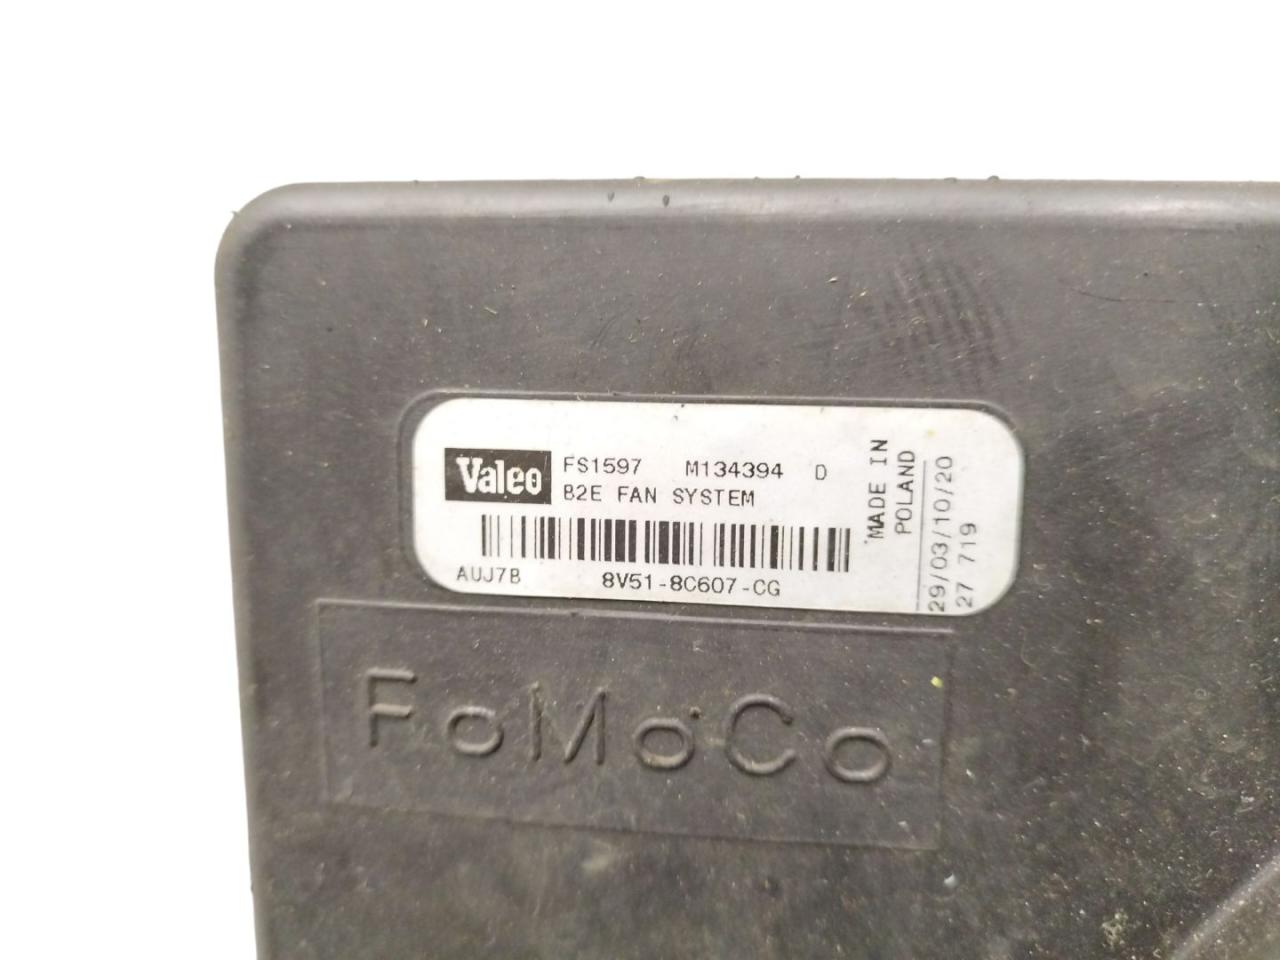 Valeo
FS1597 M134394 D
B2E FAN SYSTEM
AUJ7B 8V51-8C607-CG
MADE IN
POLAND
29/03/10/20
27 719
FoMoCo